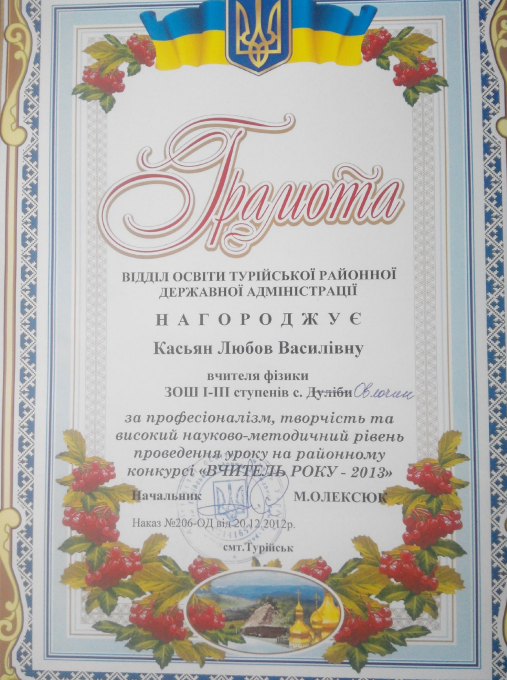 Грамота
ВІДДІЛ ОСВІТИ ТУРІЙСЬКОЇ РАЙОННОЇ
ДЕРЖАВНОЇ АДМІНІСТРАЦІЇ
НАГОРОДЖУЄ
Касьян Любов Василівну
вчителя фізики
ЗОШ І-ІІІ ступенів с. Дуліби
за професіоналізм, творчість та
високий науково-методичний рівень
проведення уроку на районному
конкурсі «ВЧИТЕЛЬ РОКУ - 2013»
Начальник М.ОЛЕКСЮК
Наказ №206-ОД від 20.12.2012р.
смт.Турійськ